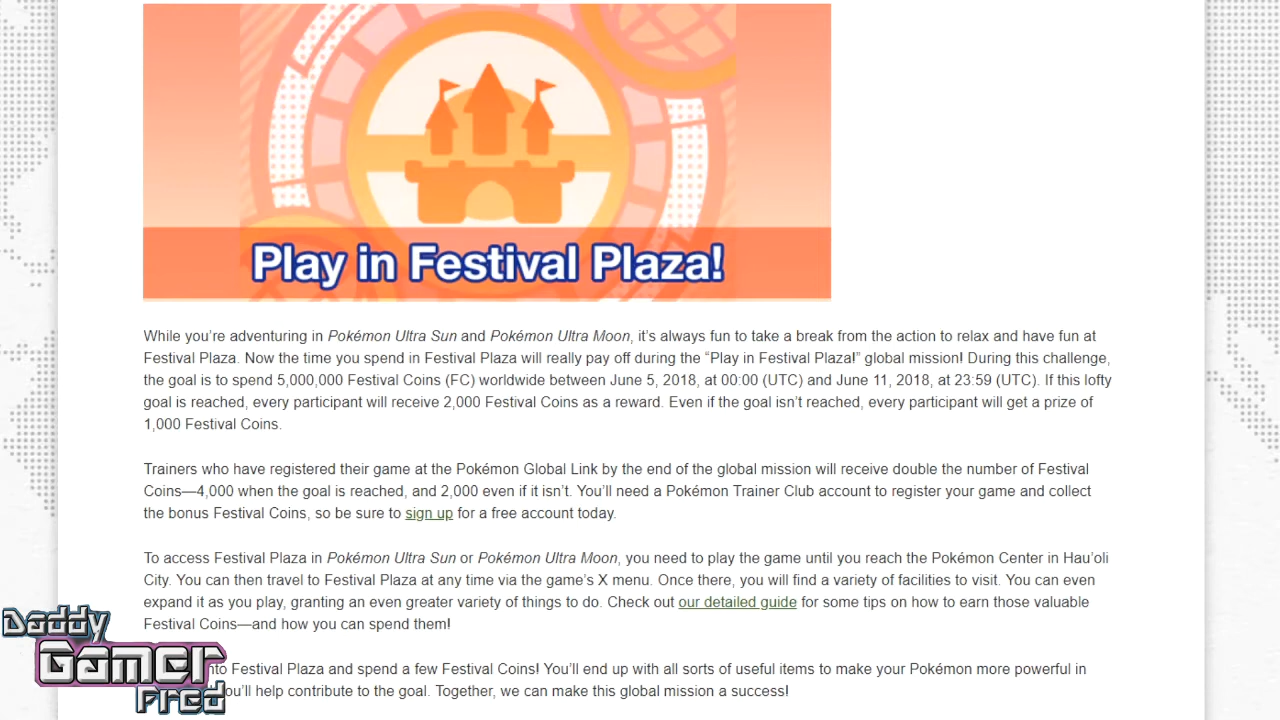 Play in Festival Plaza!
While you’re adventuring in Pokémon Ultra Sun and Pokémon Ultra Moon, it’s always fun to take a break from the action to relax and have fun at
Festival Plaza. Now the time you spend in Festival Plaza will really pay off during the “Play in Festival Plaza!” global mission! During this challenge,
the goal is to spend 5,000,000 Festival Coins (FC) worldwide between June 5, 2018, at 00:00 (UTC) and June 11, 2018, at 23:59 (UTC). If this lofty
goal is reached, every participant will receive 2,000 Festival Coins as a reward. Even if the goal isn’t reached, every participant will get a prize of
1,000 Festival Coins.
Trainers who have registered their game at the Pokémon Global Link by the end of the global mission will receive double the number of Festival
Coins—4,000 when the goal is reached, and 2,000 even if it isn’t. You’ll need a Pokémon Trainer Club account to register your game and collect
the bonus Festival Coins, so be sure to sign up for a free account today.
To access Festival Plaza in Pokémon Ultra Sun or Pokémon Ultra Moon, you need to play the game until you reach the Pokémon Center in Hau’oli
City. You can then travel to Festival Plaza at any time via the game’s X menu. Once there, you will find a variety of facilities to visit. You can even
expand it as you play, granting an even greater variety of things to do. Check out our detailed guide for some tips on how to earn those valuable
Festival Coins—and how you can spend them!
Festival Plaza and spend a few Festival Coins! You’ll end up with all sorts of useful items to make your Pokémon more powerful in
help contribute to the goal. Together, we can make this global mission a success!
Daddy
Gamer
Fred